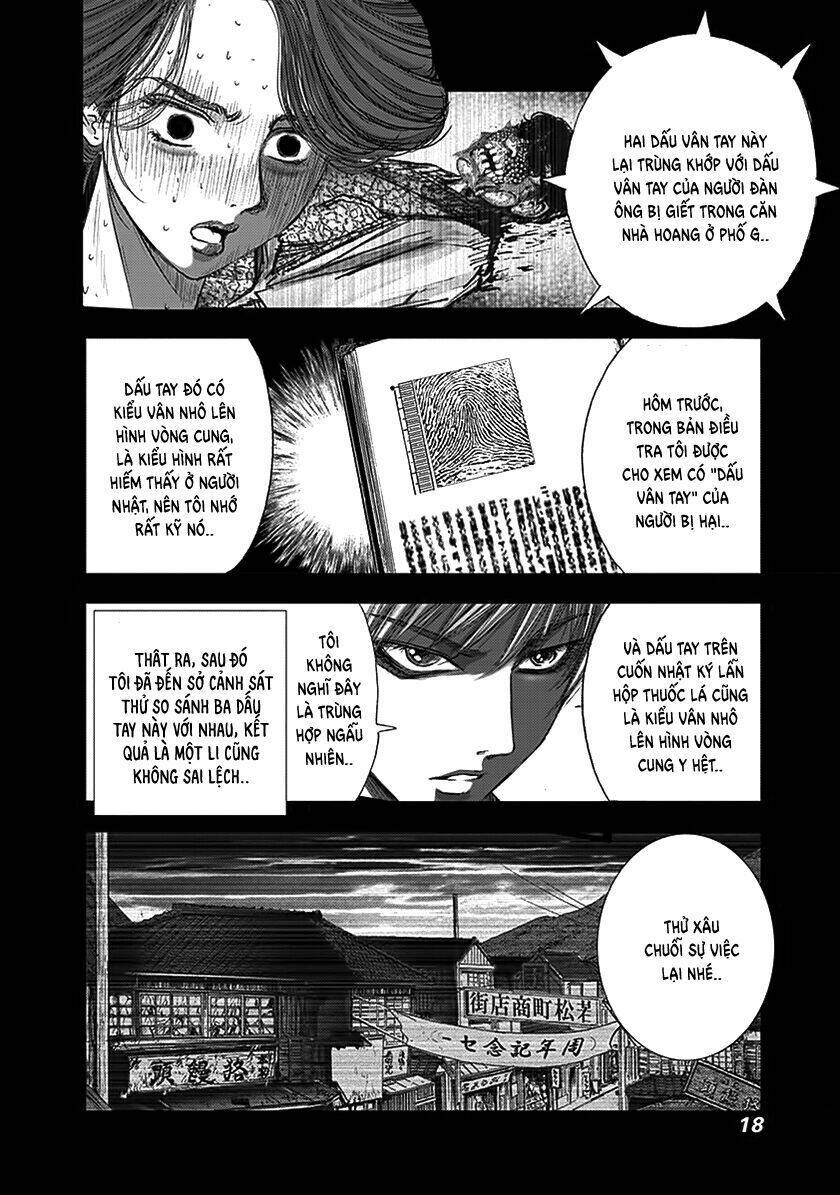 HAI DẤU VÂN TAY NÀY
LẠI TRÙNG KHỚP VỚI DẤU
VÂN TAY CỦA NGƯỜI ĐÀN
ÔNG BỊ GIẾT TRONG CĂN
NHÀ HOANG Ở PHỐ G..
HÔM TRƯỚC,
TRONG BẢN ĐIỀU
TRA TÔI ĐƯỢC
CHO XEM CÓ "DẤU
VÂN TAY" CỦA
NGƯỜI BỊ HẠI..
DẤU TAY ĐÓ CÓ
KIỂU VÂN NHÔ LÊN
HÌNH VÒNG CUNG,
LÀ KIỂU HÌNH RẤT
HIẾM THẤY Ở NGƯỜI
NHẬT, NÊN TÔI NHỚ
RẤT KỸ NÓ..
VÀ DẤU TAY TRÊN
CUỐN NHẬT KÝ LẪN
HỘP THUỐC LÁ CŨNG
LÀ KIỂU VÂN NHÔ
LÊN HÌNH VÒNG
CUNG Y HỆT..
TÔI
KHÔNG
NGHĨ ĐÂY
LÀ TRÙNG
HỢP NGẪU
NHIÊN..
THẬT RA, SAU ĐÓ
TÔI ĐÃ ĐẾN SỞ CẢNH SÁT
THỬ SO SÁNH BA DẤU
TAY NÀY VỚI NHAU, KẾT
QUẢ LÀ MỘT LI CŨNG
KHÔNG SAI LỆCH..
THỬ XÂU
CHUỖI SỰ VIỆC
LẠI NHÉ..
街店商町松若
(周年記念セ-)
頭饅
18